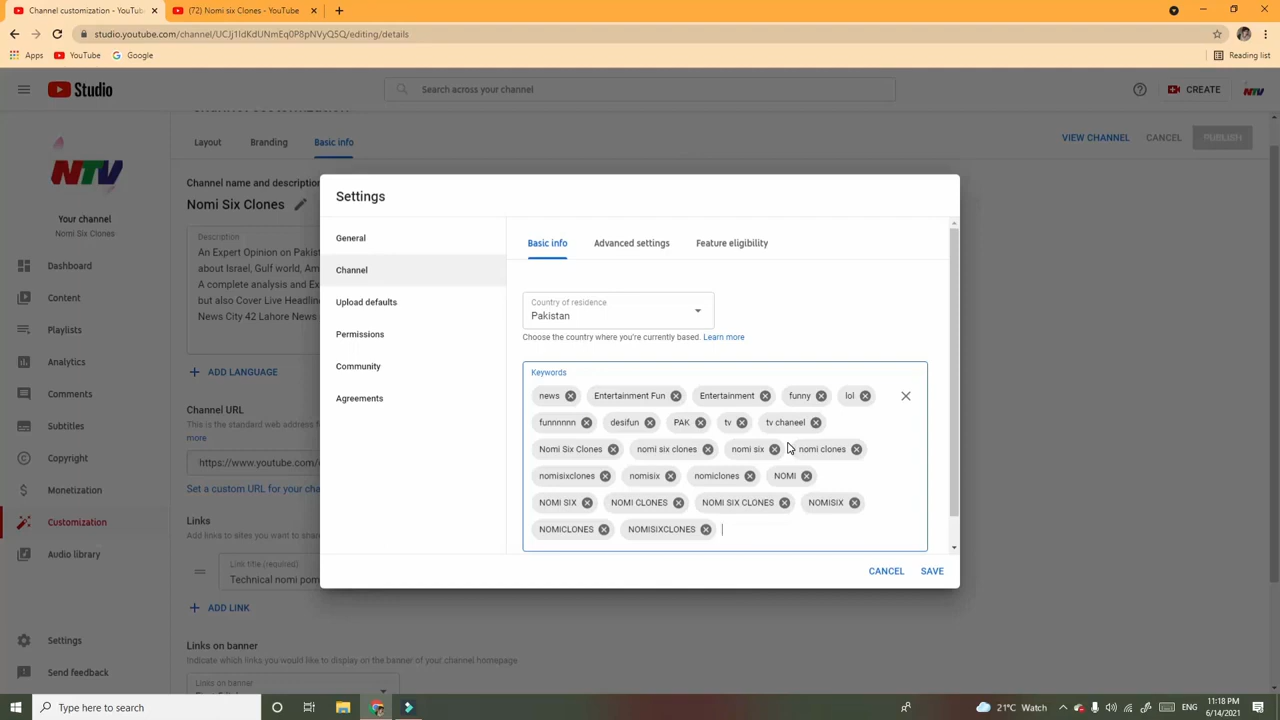 Channel customization - YouTube
(72) Nomi six Clones - YouTube
studio.youtube.com/channel/UCJj1IdKdUNmEq0P8pNVyQ5Q/editing/details
Apps
YouTube
Google
Reading list
Studio
Search across your channel
CREATE
NTV
Layout
Branding
Basic info
VIEW CHANNEL
CANCEL
PUBLISH
NTV
Your channel
Nomi Six Clones
Dashboard
Content
Playlists
Analytics
Comments
Subtitles
Copyright
Monetization
Customization
Audio library
Settings
Send feedback
Channel name and description
Nomi Six Clones
Description
An Expert Opinion on Pakist
about Israel, Gulf world, Am
A complete analysis and Ex
but also Cover Live Headlin
News City 42 Lahore News
ADD LANGUAGE
Channel URL
This is the standard web address
more
https://www.youtube.com/
Set a custom URL for your chan
Links
Add links to sites you want to share
Link title (required)
Technical nomi pom
ADD LINK
Links on banner
Indicate which links you would like to display on the banner of your channel homepage
Links on banner
Settings
General
Channel
Upload defaults
Permissions
Community
Agreements
Basic info
Advanced settings
Feature eligibility
Country of residence
Pakistan
Choose the country where you're currently based. Learn more
Keywords
news Entertainment Fun Entertainment funny lol
funnnnnn desifun PAK tv tv chaneel
Nomi Six Clones nomi six clones nomi six nomi clones
nomisixclones nomisix nomiclones NOMI
NOMI SIX NOMI CLONES NOMI SIX CLONES NOMISIX
NOMICLONES NOMISIXCLONES
CANCEL
SAVE
Type here to search
21°C
Watch
ENG
11:18 PM
6/14/2021